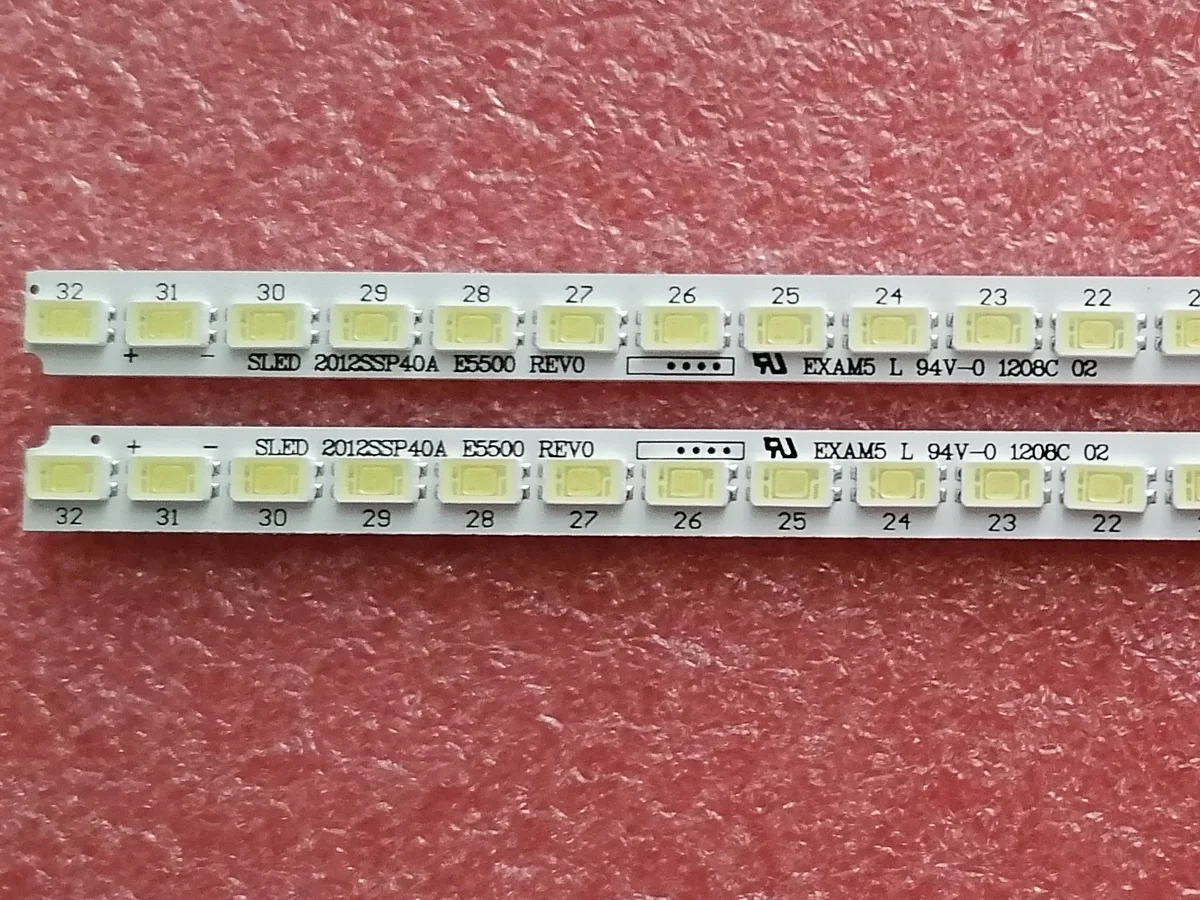 32 31 30 29 28 27 26 25 24 23 22 2
+ − SLED 2012SSP40A E5500 REV0 EXAM5 L 94V-0 1208C 02
+ − SLED 2012SSP40A E5500 REV0 EXAM5 L 94V-0 1208C 02
32 31 30 29 28 27 26 25 24 23 22